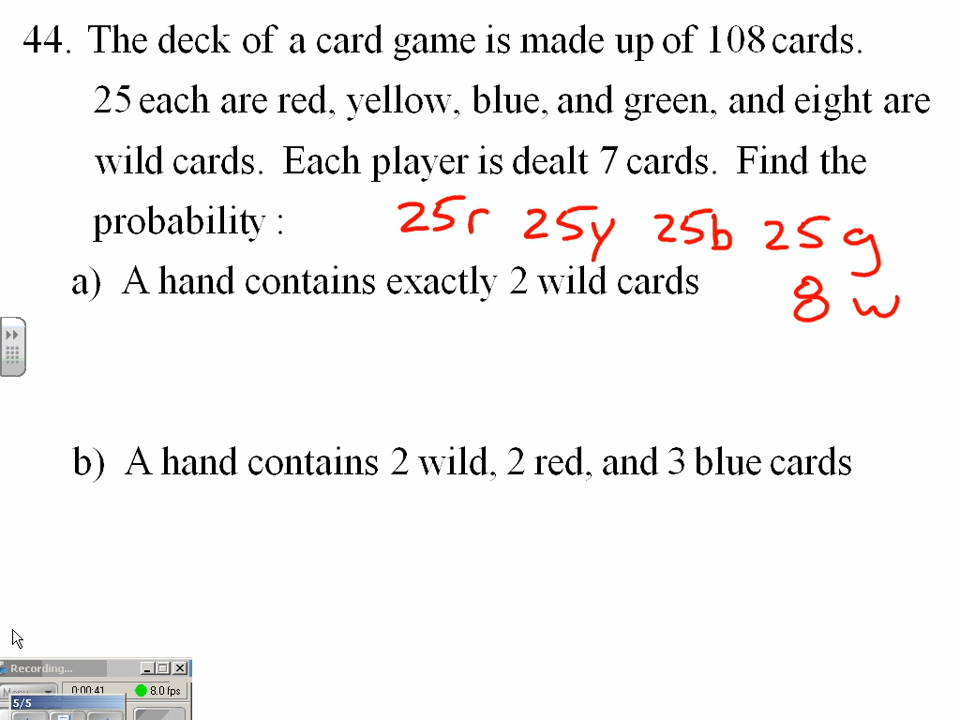 44. The deck of a card game is made up of 108 cards.
25 each are red, yellow, blue, and green, and eight are
wild cards. Each player is dealt 7 cards. Find the
probability :
25r 25y 25b 25g
a) A hand contains exactly 2 wild cards
8 w
b) A hand contains 2 wild, 2 red, and 3 blue cards
Recording...
Menu
0:00:41 8.0 fps
5/5